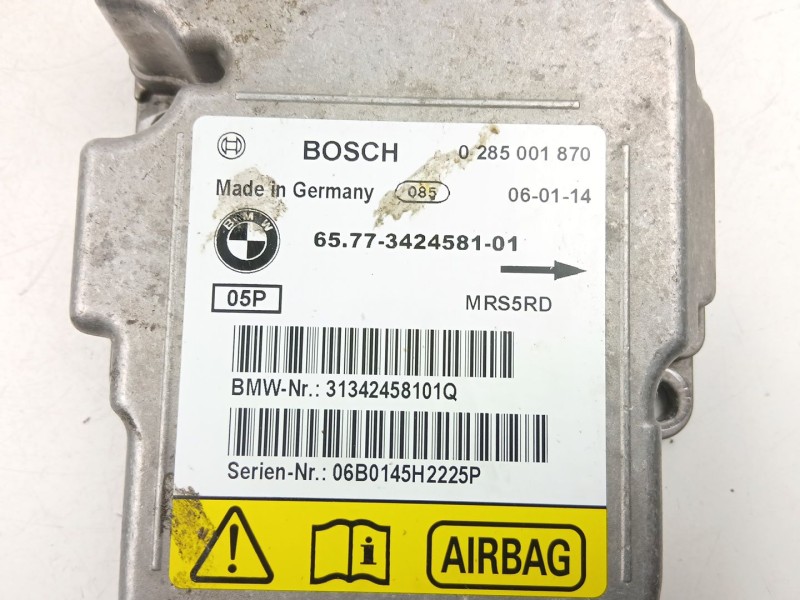 BOSCH 0 285 001 870
Made in Germany 085 06-01-14
BMW 65.77-3424581-01
05P MRS5RD
BMW-Nr.: 31342458101Q
Serien-Nr.: 06B0145H2225P
i AIRBAG